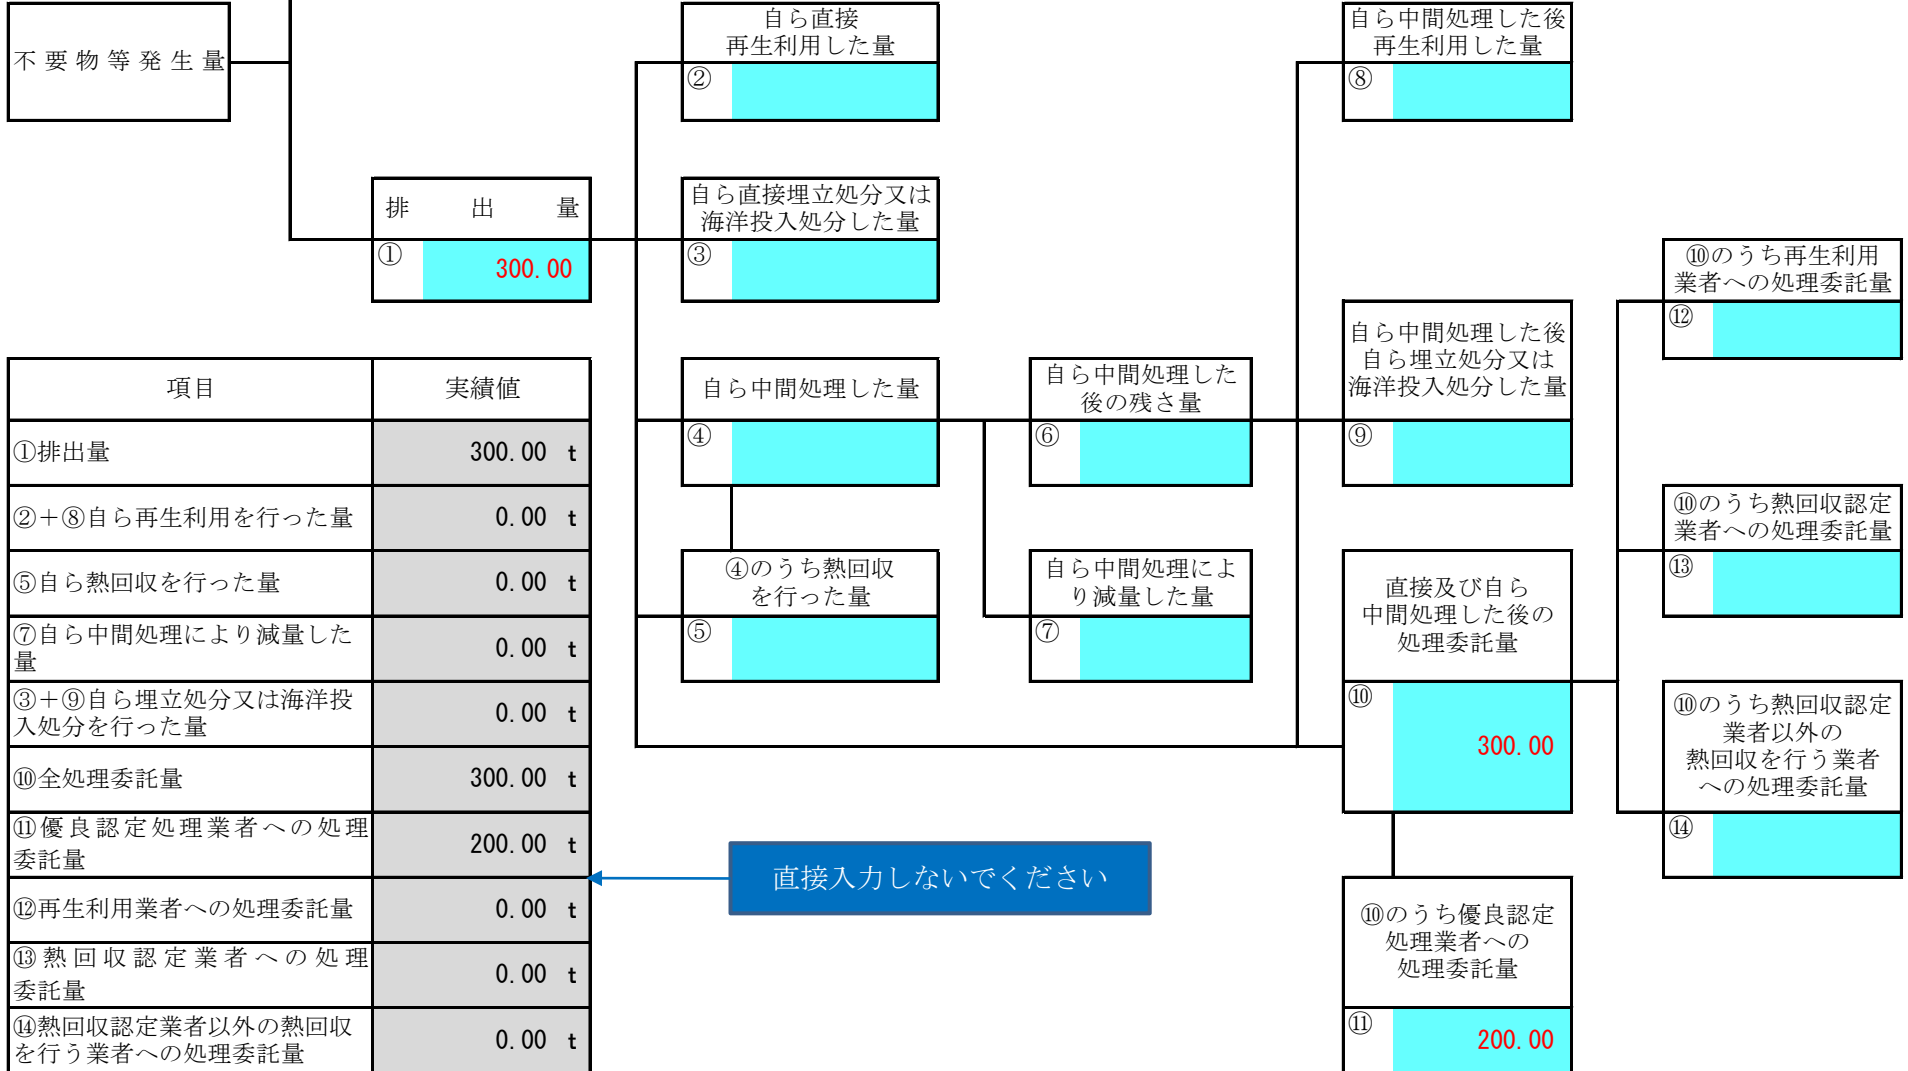 不要物等発生量
自ら直接
再生利用した量
②
自ら中間処理した後
再生利用した量
⑧
排出量
①
300.00
自ら直接埋立処分又は
海洋投入処分した量
③
⑩のうち再生利用
業者への処理委託量
⑫
自ら中間処理した量
④
自ら中間処理した
後の残さ量
⑥
自ら中間処理した後
自ら埋立処分又は
海洋投入処分した量
⑨
⑩のうち熱回収認定
業者への処理委託量
⑬
④のうち熱回収
を行った量
⑤
自ら中間処理によ
り減量した量
⑦
直接及び自ら
中間処理した後の
処理委託量
⑩
300.00
⑩のうち熱回収認定
業者以外の
熱回収を行う業者
への処理委託量
⑭
⑩のうち優良認定
処理業者への
処理委託量
⑪
200.00
項目 実績値
①排出量 300.00 t
②＋⑧自ら再生利用を行った量 0.00 t
⑤自ら熱回収を行った量 0.00 t
⑦自ら中間処理により減量した
量 0.00 t
③＋⑨自ら埋立処分又は海洋投
入処分を行った量 0.00 t
⑩全処理委託量 300.00 t
⑪優良認定処理業者への処理
委託量 200.00 t
⑫再生利用業者への処理委託量 0.00 t
⑬熱回収認定業者への処理
委託量 0.00 t
⑭熱回収認定業者以外の熱回収
を行う業者への処理委託量 0.00 t
直接入力しないでください